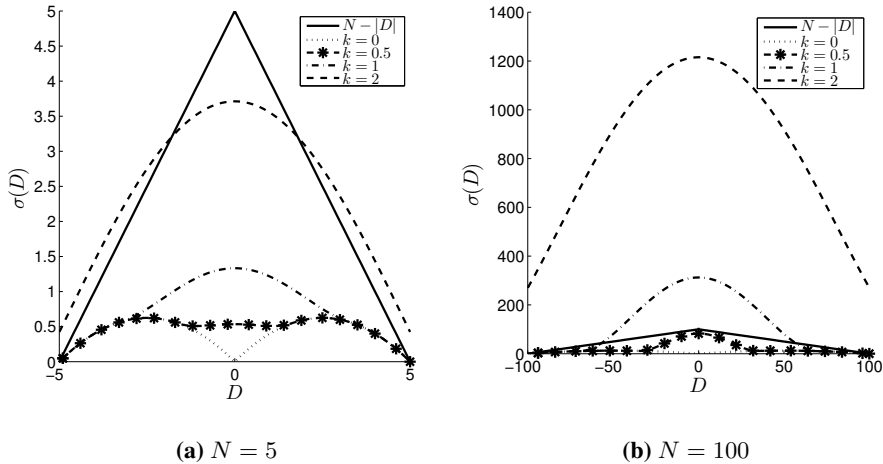 5
4.5
4
3.5
3
2.5
2
1.5
1
0.5
0
−5
0
5
σ(D)
D
N − |D|
k = 0
k = 0.5
k = 1
k = 2
(a) N = 5
1400
1200
1000
800
600
400
200
0
−100
−50
0
50
100
σ(D)
D
N − |D|
k = 0
k = 0.5
k = 1
k = 2
(b) N = 100